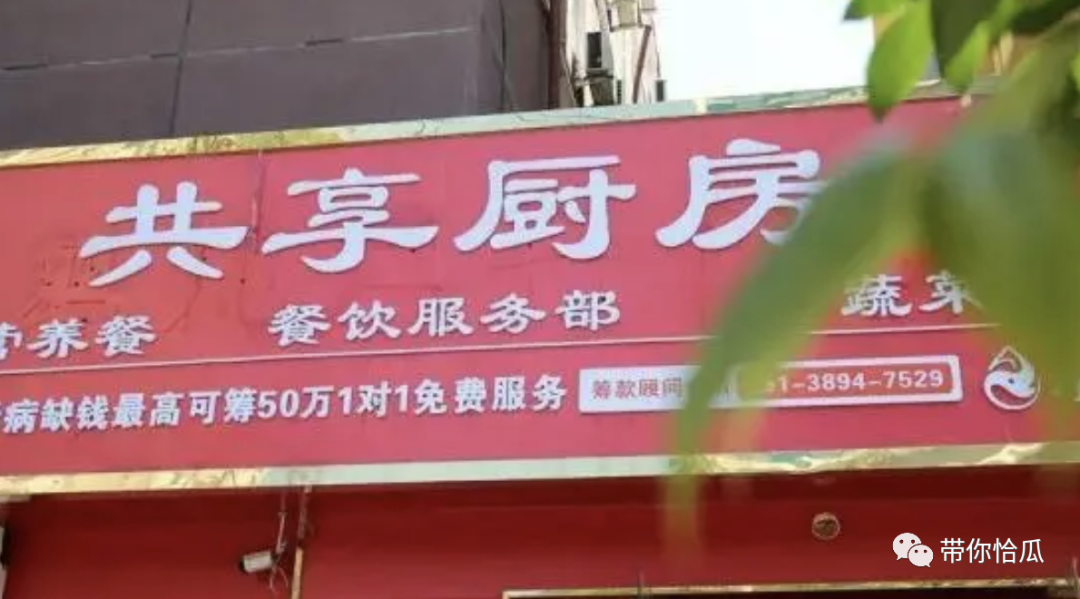 共享厨房
营养餐 餐饮服务部 蔬菜
病缺钱最高可筹50万1对1免费服务 筹款顾问 51-3894-7529
带你恰瓜